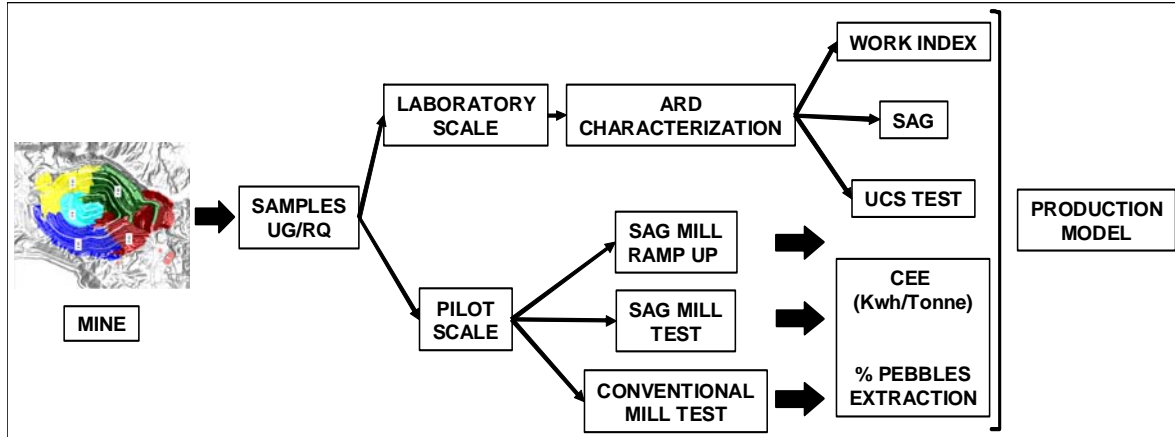 MINE
SAMPLES
UG/RQ
LABORATORY
SCALE
ARD
CHARACTERIZATION
WORK INDEX
SAG
UCS TEST
PILOT
SCALE
SAG MILL
RAMP UP
SAG MILL
TEST
CONVENTIONAL
MILL TEST
CEE
(Kwh/Tonne)
% PEBBLES
EXTRACTION
PRODUCTION
MODEL